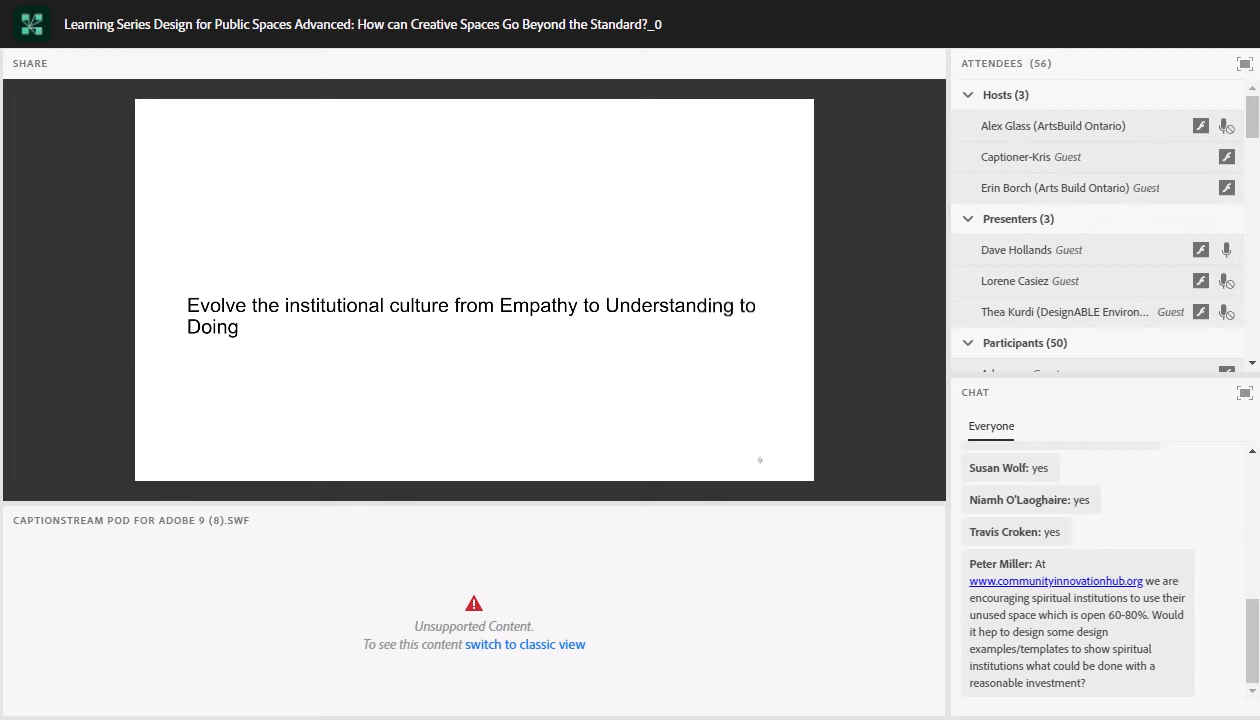 Learning Series Design for Public Spaces Advanced: How can Creative Spaces Go Beyond the Standard?_0
SHARE
Evolve the institutional culture from Empathy to Understanding to
Doing
9
CAPTIONSTREAM POD FOR ADOBE 9 (8).SWF
Unsupported Content.
To see this content switch to classic view
ATTENDEES (56)
Hosts (3)
Alex Glass (ArtsBuild Ontario)
Captioner-Kris Guest
Erin Borch (Arts Build Ontario) Guest
Presenters (3)
Dave Hollands Guest
Lorene Casiez Guest
Thea Kurdi (DesignABLE Environ... Guest
Participants (50)
CHAT
Everyone
Susan Wolf: yes
Niamh O'Laoghaire: yes
Travis Croken: yes
Peter Miller: At
www.communityinnovationhub.org we are
encouraging spiritual institutions to use their
unused space which is open 60-80%. Would
it hep to design some design
examples/templates to show spiritual
institutions what could be done with a
reasonable investment?